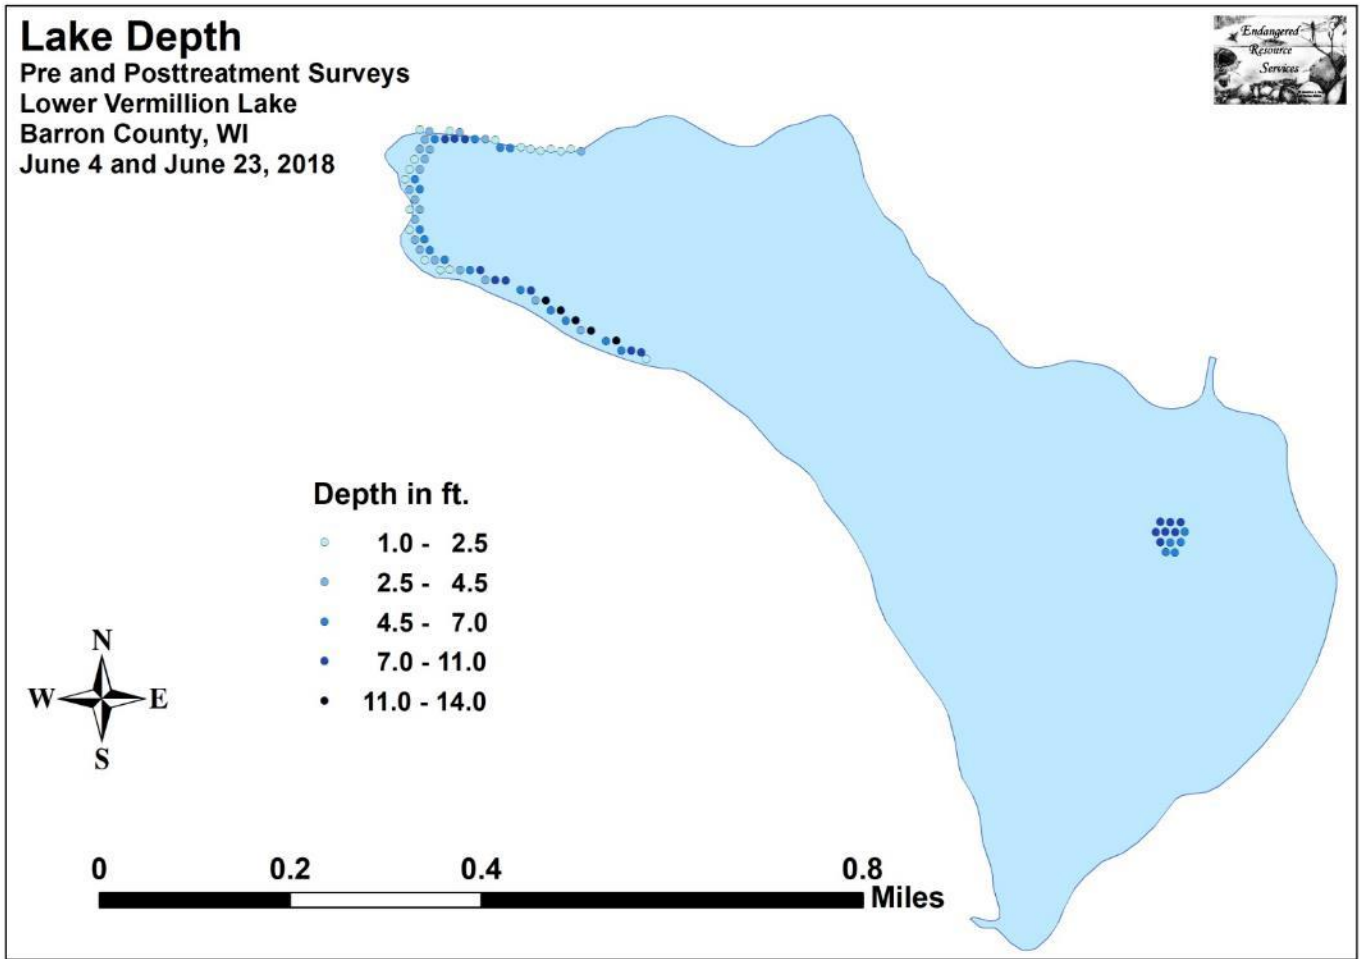 Lake Depth
Pre and Posttreatment Surveys
Lower Vermillion Lake
Barron County, WI
June 4 and June 23, 2018
Endangered
Resource
Services
Depth in ft.
1.0 - 2.5
2.5 - 4.5
4.5 - 7.0
7.0 - 11.0
11.0 - 14.0
N
W E
S
0 0.2 0.4 0.8
Miles